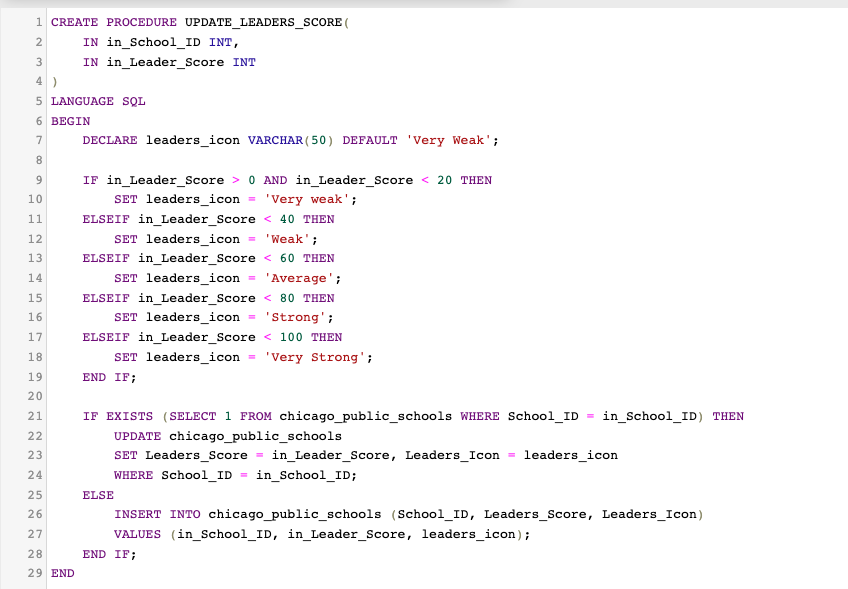 1 CREATE PROCEDURE UPDATE_LEADERS_SCORE(
2     IN in_School_ID INT,
3     IN in_Leader_Score INT
4 )
5 LANGUAGE SQL
6 BEGIN
7     DECLARE leaders_icon VARCHAR(50) DEFAULT 'Very Weak';
8
9     IF in_Leader_Score > 0 AND in_Leader_Score < 20 THEN
10         SET leaders_icon = 'Very weak';
11     ELSEIF in_Leader_Score < 40 THEN
12         SET leaders_icon = 'Weak';
13     ELSEIF in_Leader_Score < 60 THEN
14         SET leaders_icon = 'Average';
15     ELSEIF in_Leader_Score < 80 THEN
16         SET leaders_icon = 'Strong';
17     ELSEIF in_Leader_Score < 100 THEN
18         SET leaders_icon = 'Very Strong';
19     END IF;
20
21     IF EXISTS (SELECT 1 FROM chicago_public_schools WHERE School_ID = in_School_ID) THEN
22         UPDATE chicago_public_schools
23         SET Leaders_Score = in_Leader_Score, Leaders_Icon = leaders_icon
24         WHERE School_ID = in_School_ID;
25     ELSE
26         INSERT INTO chicago_public_schools (School_ID, Leaders_Score, Leaders_Icon)
27         VALUES (in_School_ID, in_Leader_Score, leaders_icon);
28     END IF;
29 END